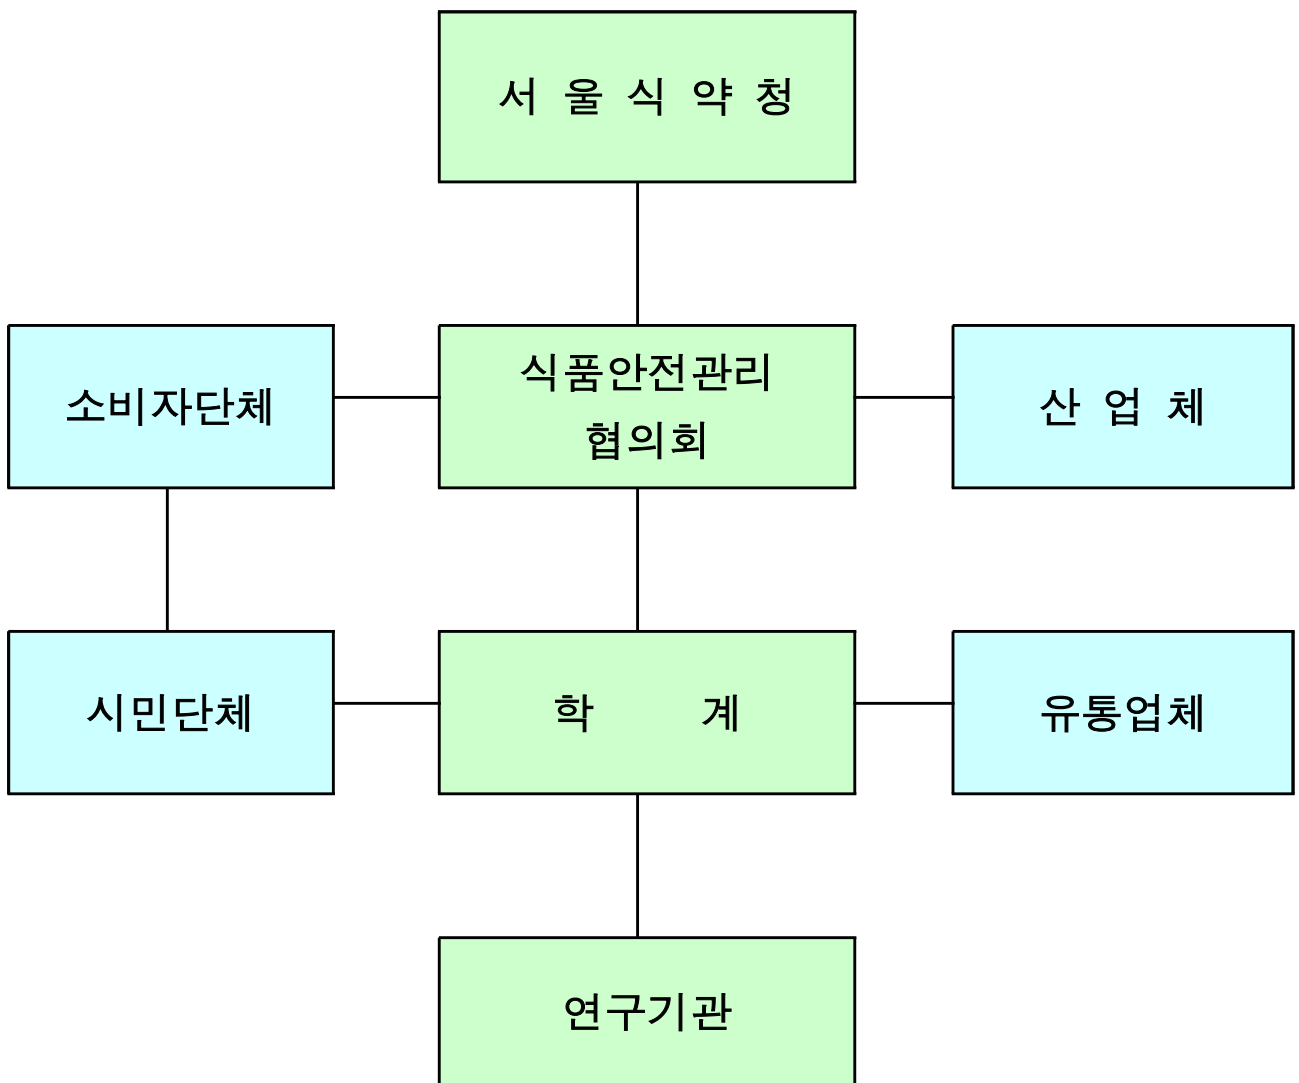 서 울 식 약 청
소비자단체
식품안전관리
협의회
산 업 체
시민단체
학 계
유통업체
연구기관